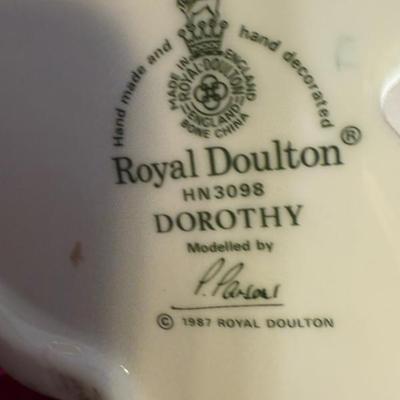 Hand made and hand decorated
MADE IN ENGLAND
ROYAL·DOULTON
ENGLAND
BONE CHINA
Royal Doulton®
HN3098
DOROTHY
Modelled by
P. Parsons
© 1987 ROYAL DOULTON